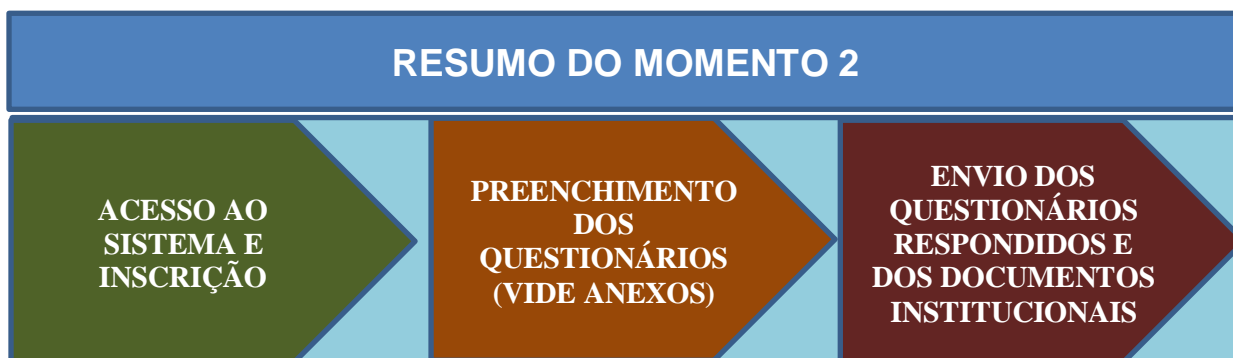 RESUMO DO MOMENTO 2
ACESSO AO
SISTEMA E
INSCRIÇÃO
PREENCHIMENTO
DOS
QUESTIONÁRIOS
(VIDE ANEXOS)
ENVIO DOS
QUESTIONÁRIOS
RESPONDIDOS E
DOS DOCUMENTOS
INSTITUCIONAIS